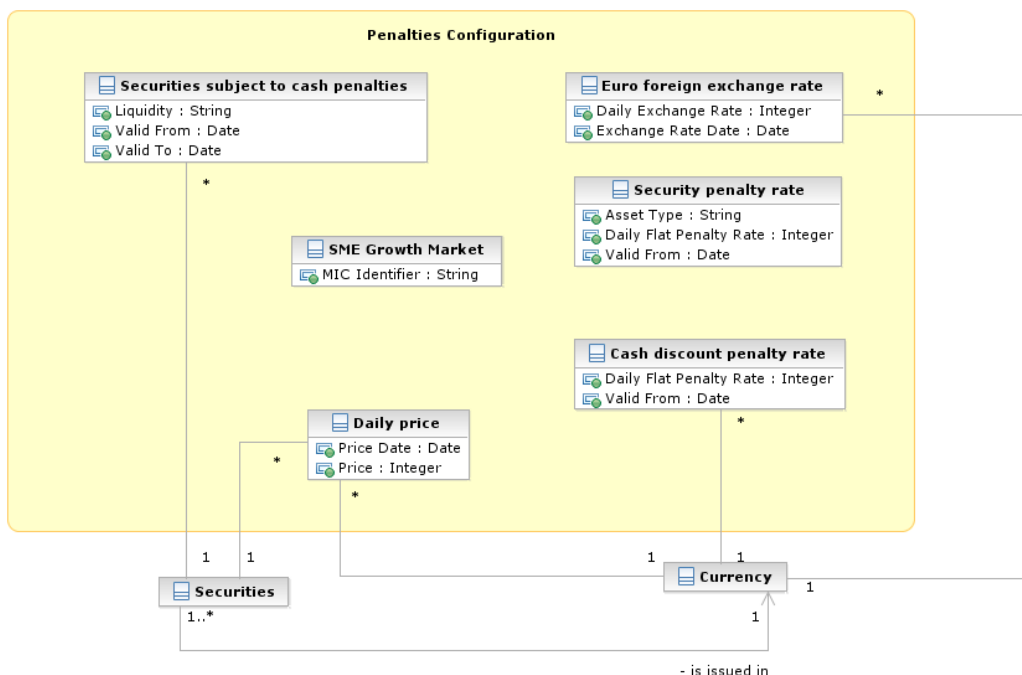 Penalties Configuration
Securities subject to cash penalties
Liquidity : String
Valid From : Date
Valid To : Date
*
Euro foreign exchange rate
Daily Exchange Rate : Integer
Exchange Rate Date : Date
*
Security penalty rate
Asset Type : String
Daily Flat Penalty Rate : Integer
Valid From : Date
SME Growth Market
MIC Identifier : String
Cash discount penalty rate
Daily Flat Penalty Rate : Integer
Valid From : Date
*
Daily price
Price Date : Date
Price : Integer
*
*
1
1
1
1
Securities
Currency
1
1..*
1
- is issued in